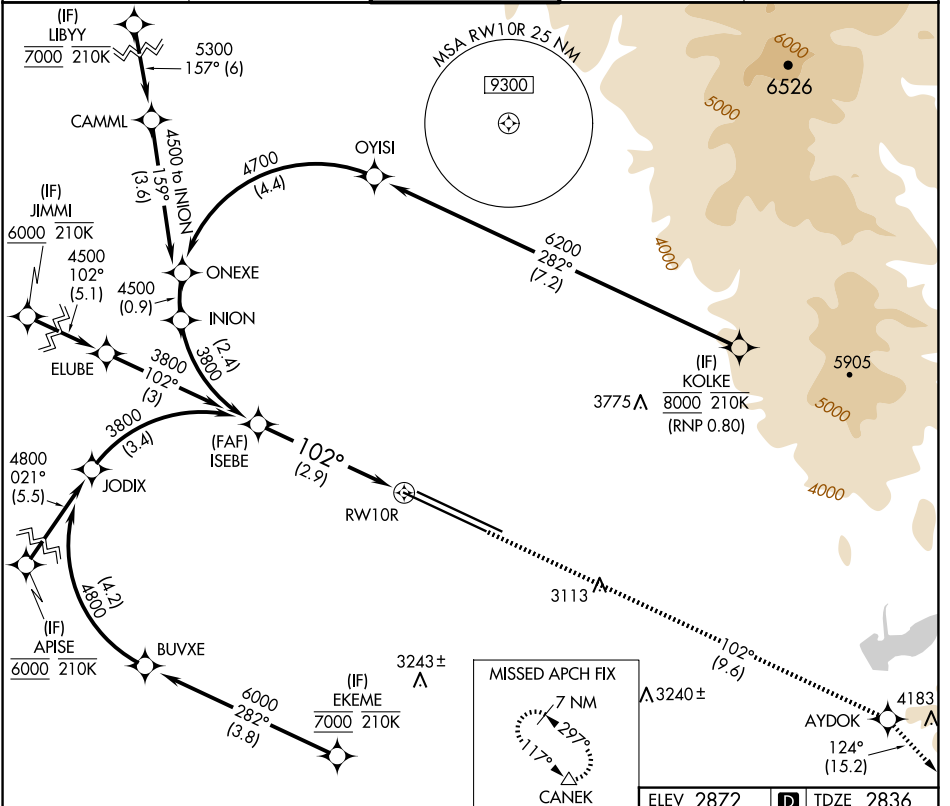 (IF)
LIBYY
7000 210K
5300
157° (6)
CAMML
4500 to INION
159°
(3.6)
MSA RW10R 25 NM
9300
6000
6526
5000
OYISI
4700
(4.4)
(IF)
JIMMI
6000 210K
4500
102°
(5.1)
ONEXE
4500
(0.9)
INION
(2.4)
3800
6200
282°
(7.2)
4000
ELUBE
3800
102°
(3)
(IF)
KOLKE
8000 210K
(RNP 0.80)
3775
5905
5000
4000
3800
(3.4)
(FAF)
ISEBE
102°
(2.9)
4800
021°
(5.5)
JODIX
RW10R
(4.2)
4800
(IF)
APISE
6000 210K
3113
102°
(9.6)
BUVXE
6000
282°
(3.8)
(IF)
EKEME
7000 210K
3243±
MISSED APCH FIX
7 NM
297°
117°
CANEK
3240±
4183
AYDOK
124°
(15.2)
ELEV 2872 D TDZE 2836